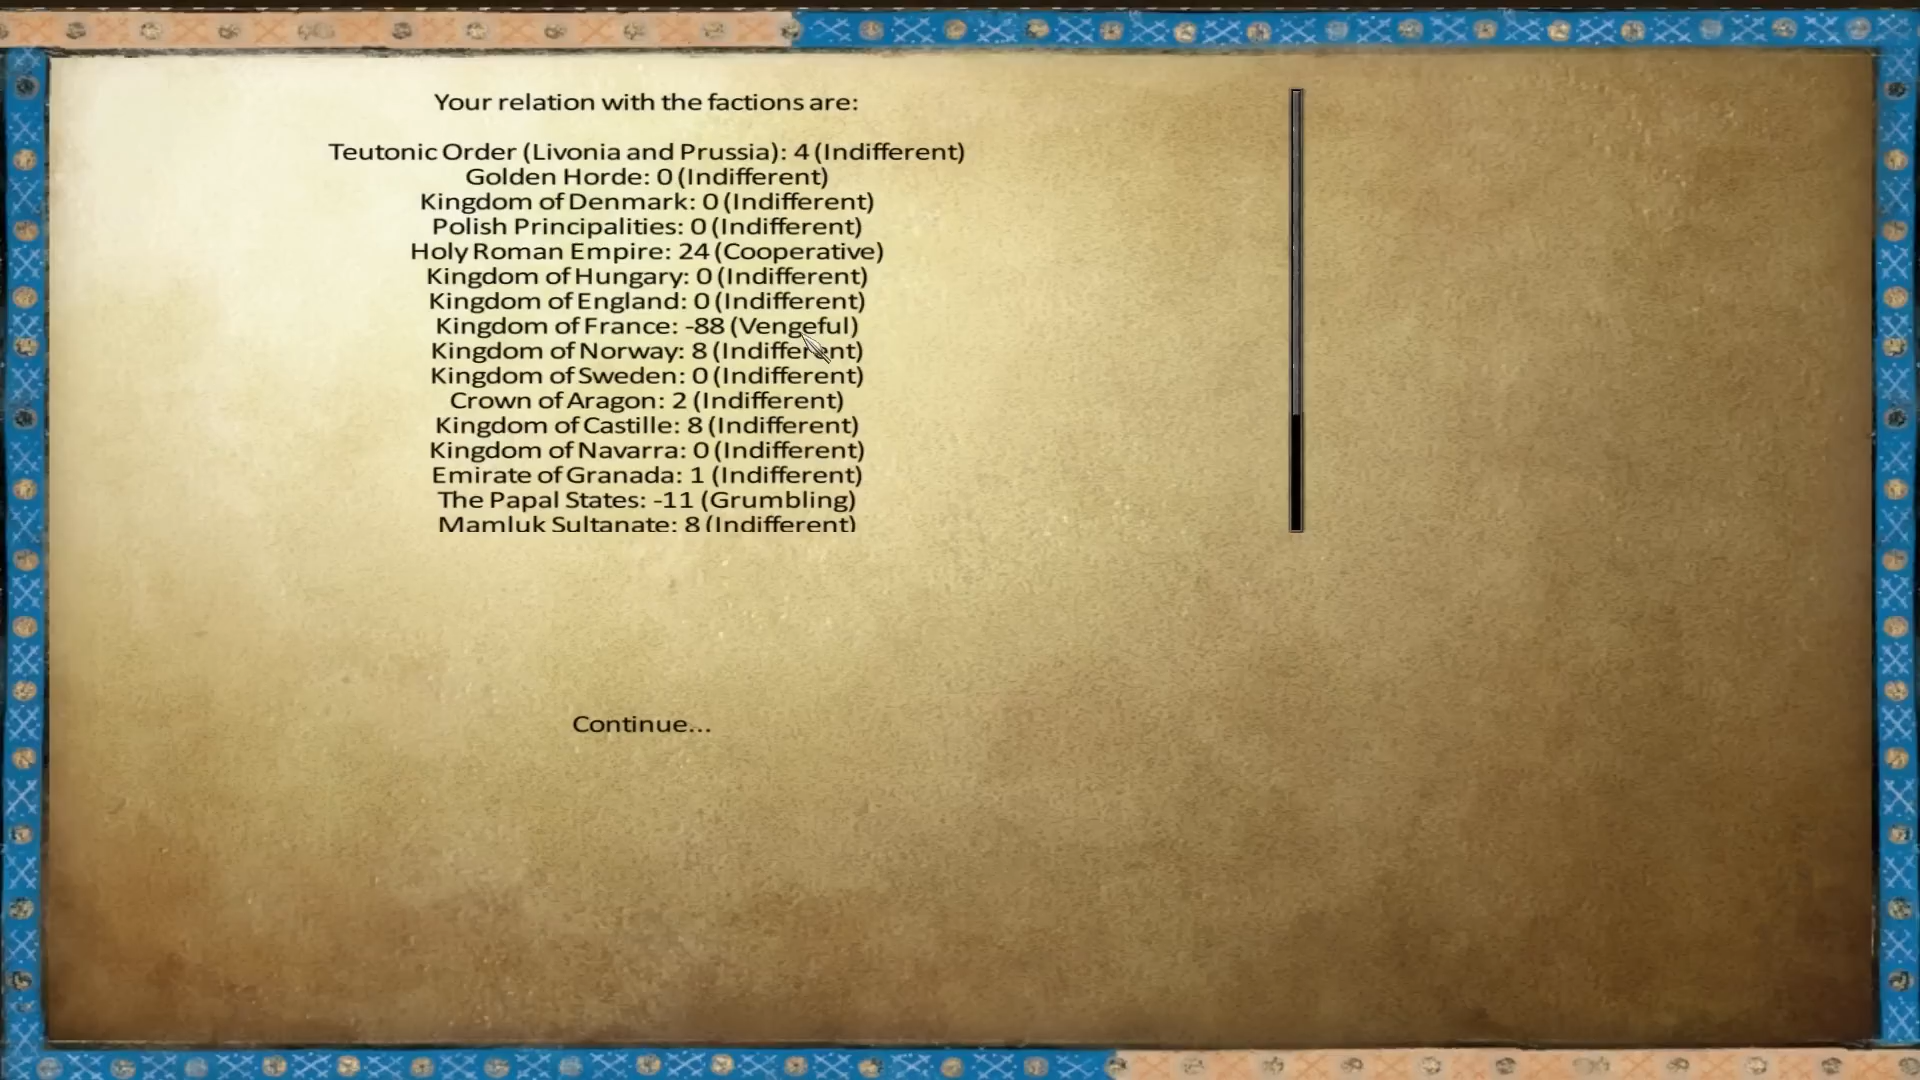 Your relation with the factions are:
Teutonic Order (Livonia and Prussia): 4 (Indifferent)
Golden Horde: 0 (Indifferent)
Kingdom of Denmark: 0 (Indifferent)
Polish Principalities: 0 (Indifferent)
Holy Roman Empire: 24 (Cooperative)
Kingdom of Hungary: 0 (Indifferent)
Kingdom of England: 0 (Indifferent)
Kingdom of France: -88 (Vengeful)
Kingdom of Norway: 8 (Indifferent)
Kingdom of Sweden: 0 (Indifferent)
Crown of Aragon: 2 (Indifferent)
Kingdom of Castille: 8 (Indifferent)
Kingdom of Navarra: 0 (Indifferent)
Emirate of Granada: 1 (Indifferent)
The Papal States: -11 (Grumbling)
Mamluk Sultanate: 8 (Indifferent)
Continue...